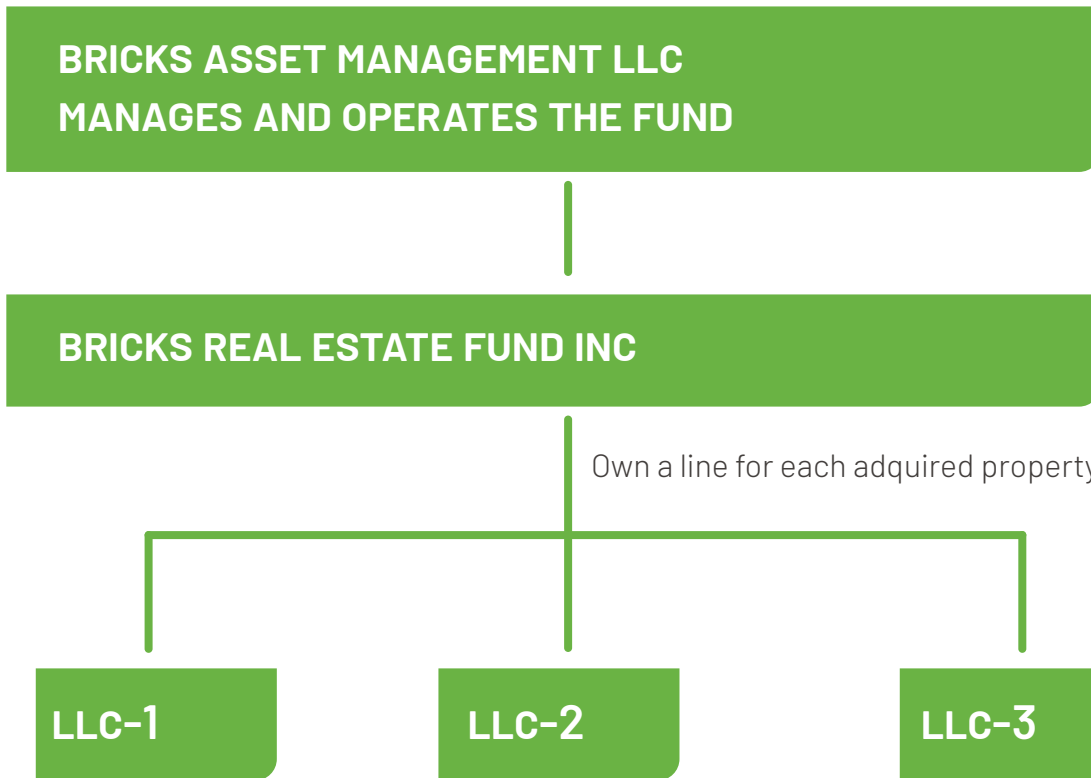 BRICKS ASSET MANAGEMENT LLC
MANAGES AND OPERATES THE FUND
BRICKS REAL ESTATE FUND INC
Own a line for each adquired property
LLC-1
LLC-2
LLC-3